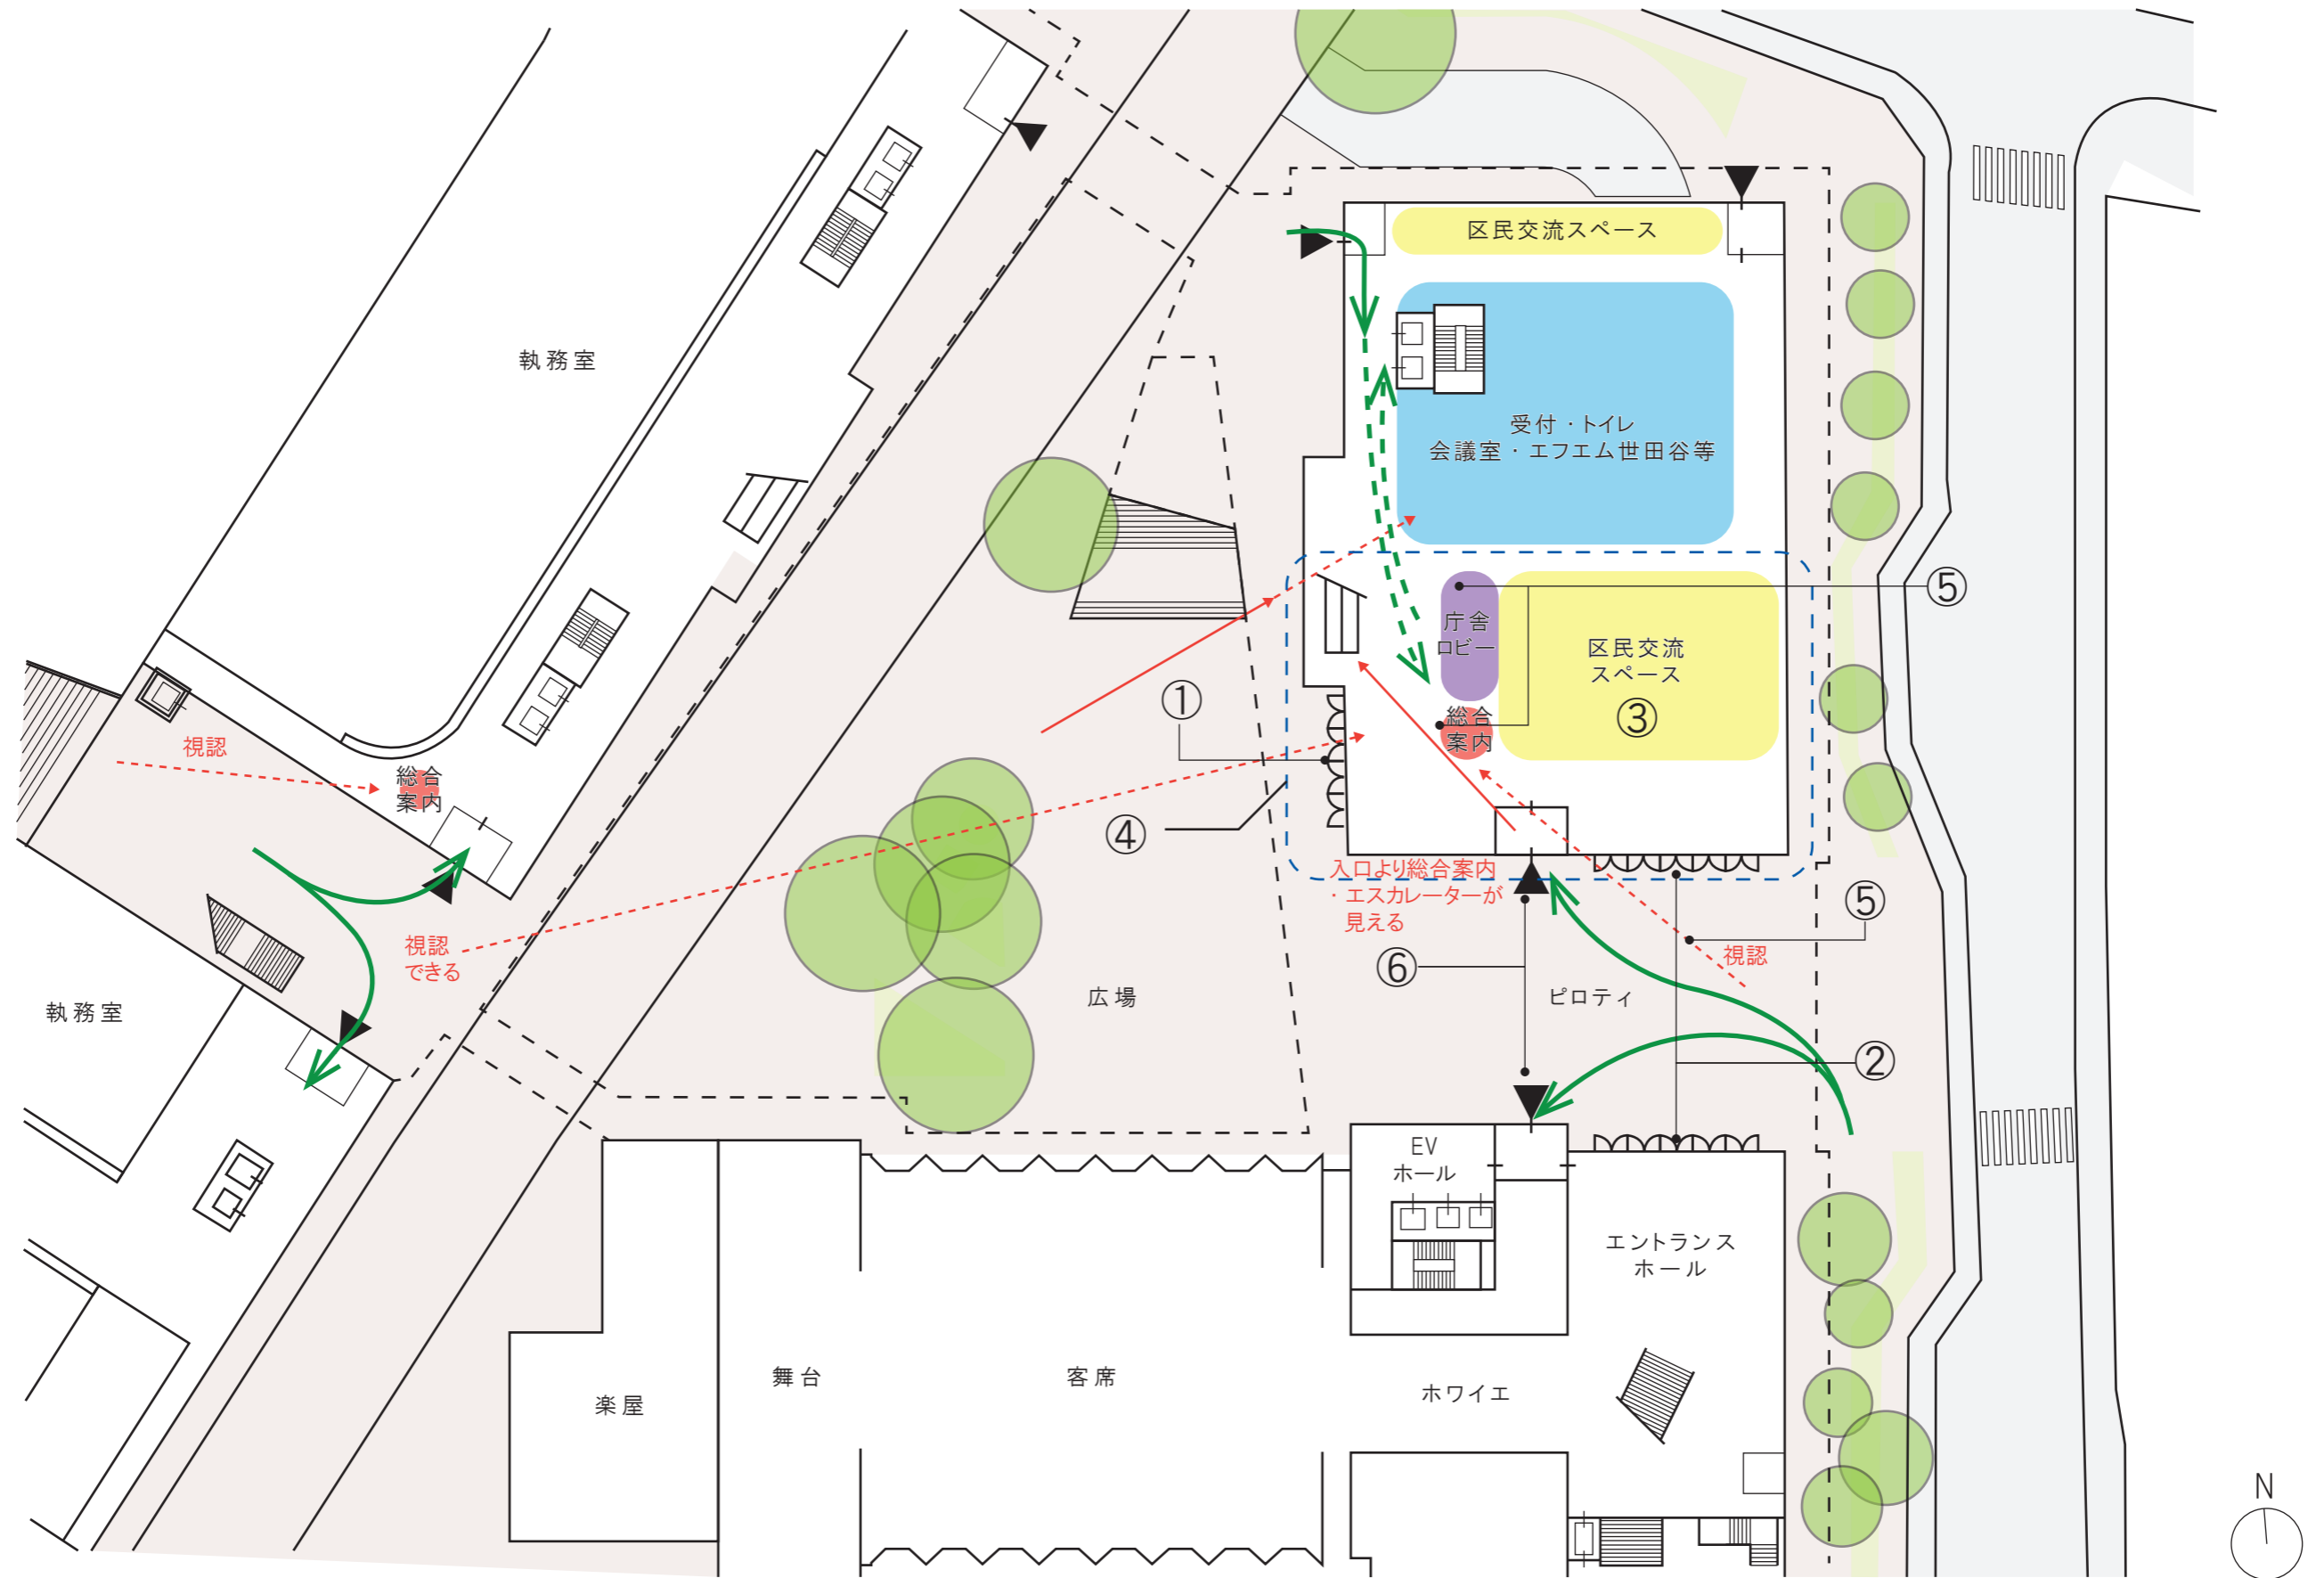 区民交流スペース
執務室
受付・トイレ
会議室・エフエム世田谷等
⑤
庁舎
ロビー
区民交流
スペース
③
①
総合
案内
視認
総合
案内
④
入口より総合案内
・エスカレーターが
見える
⑤
視認
できる
視認
⑥
広場
ピロティ
執務室
②
EV
ホール
エントランス
ホール
舞台
客席
ホワイエ
楽屋
N